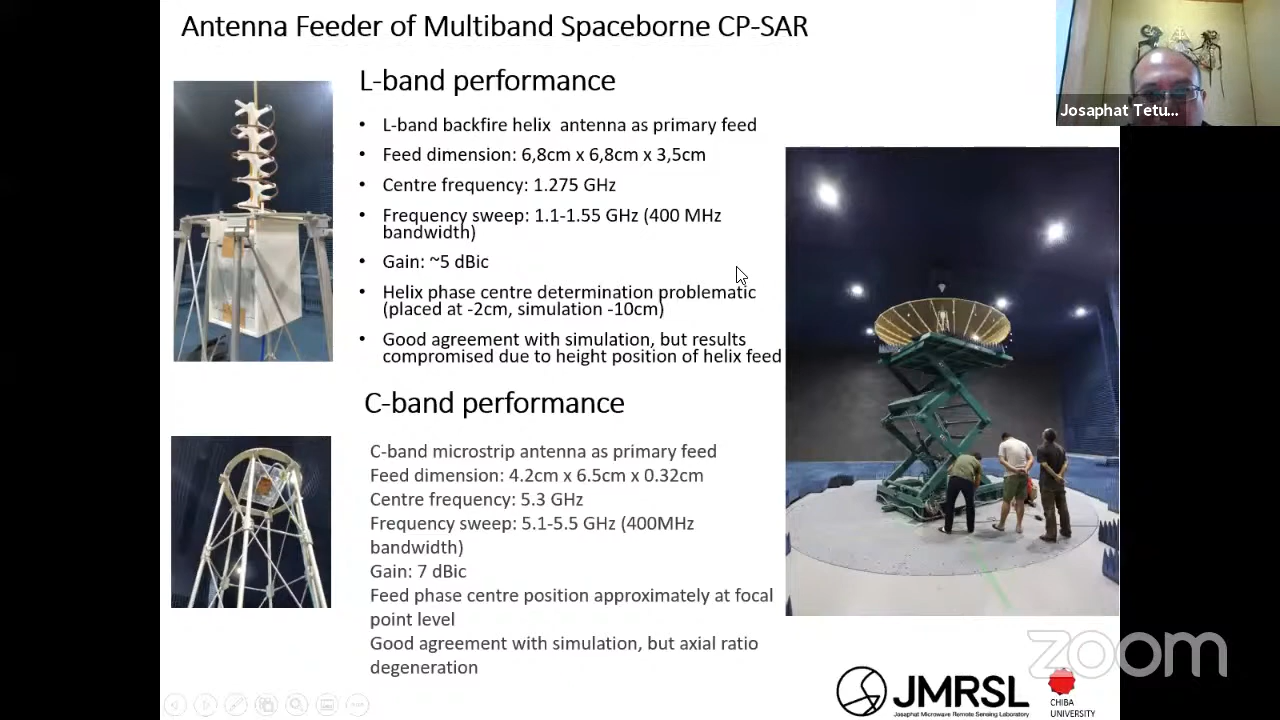 Antenna Feeder of Multiband Spaceborne CP-SAR
Josaphat Tetu...
L-band performance
• L-band backfire helix antenna as primary feed
• Feed dimension: 6,8cm x 6,8cm x 3,5cm
• Centre frequency: 1.275 GHz
• Frequency sweep: 1.1-1.55 GHz (400 MHz
bandwidth)
• Gain: ~5 dBic
• Helix phase centre determination problematic
(placed at -2cm, simulation -10cm)
• Good agreement with simulation, but results
compromised due to height position of helix feed
C-band performance
C-band microstrip antenna as primary feed
Feed dimension: 4.2cm x 6.5cm x 0.32cm
Centre frequency: 5.3 GHz
Frequency sweep: 5.1-5.5 GHz (400MHz
bandwidth)
Gain: 7 dBic
Feed phase centre position approximately at focal
point level
Good agreement with simulation, but axial ratio
degeneration
zoom
JMRSL
Josaphat Microwave Remote Sensing Laboratory
CHIBA
UNIVERSITY